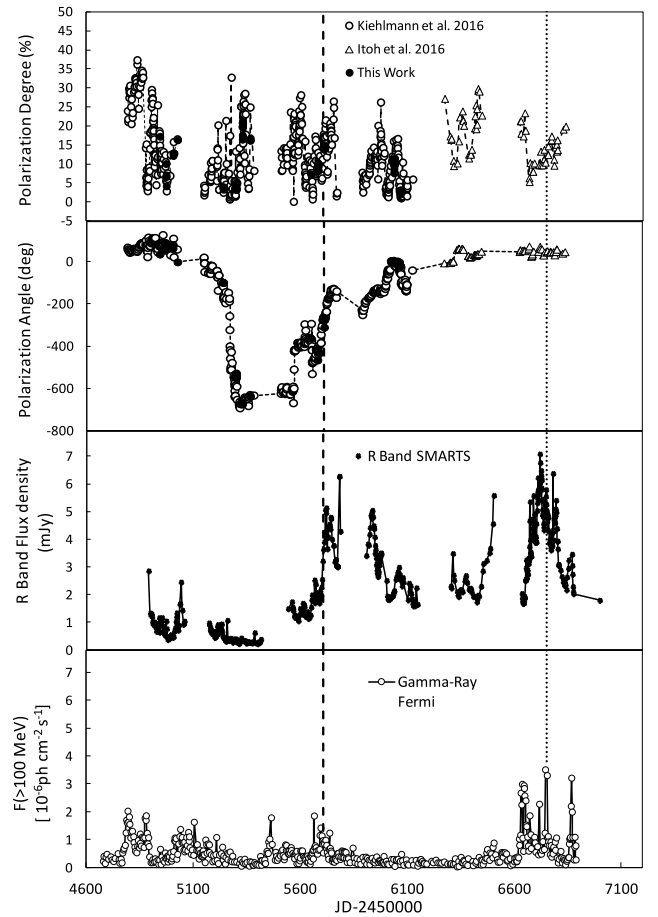 50
45
40
35
30
25
20
15
10
5
0
-5
Polarization Degree (%)
Kiehlmann et al. 2016
Itoh et al. 2016
This Work
0
-200
-400
-600
-800
Polarization Angle (deg)
7
6
5
4
3
2
1
0
R Band Flux density
(mJy)
R Band SMARTS
7
6
5
4
3
2
1
0
F(>100 MeV)
[ 10⁻⁶ph cm⁻² s⁻¹]
Gamma-Ray
Fermi
4600 5100 5600 6100 6600 7100
JD-2450000